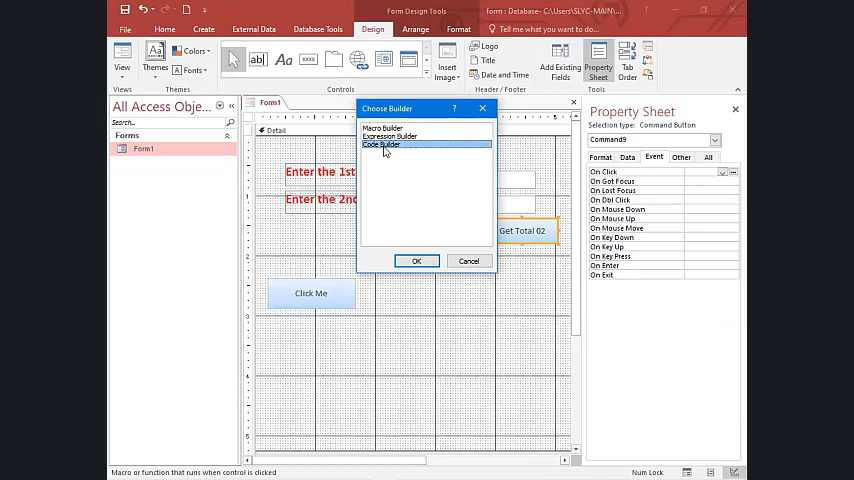 Form Design Tools
form : Database- C:\Users\SLYC-MAIN\...
File Home Create External Data Database Tools Design Arrange Format Tell me what you want to do...
View
Themes
Colors
Fonts
Themes
ab|
Aa
Controls
Insert
Image
Logo
Title
Date and Time
Header / Footer
Add Existing
Fields
Property
Sheet
Tab
Order
Tools
All Access Obje...
Search...
Forms
Form1
Form1
Detail
Enter the 1st
Enter the 2nd
Get Total 02
Click Me
Choose Builder
?
Macro Builder
Expression Builder
Code Builder
OK Cancel
Property Sheet
Selection type: Command Button
Command9
Format Data Event Other All
On Click
On Got Focus
On Lost Focus
On Dbl Click
On Mouse Down
On Mouse Up
On Mouse Move
On Key Down
On Key Up
On Key Press
On Enter
On Exit
Macro or function that runs when control is clicked
Num Lock